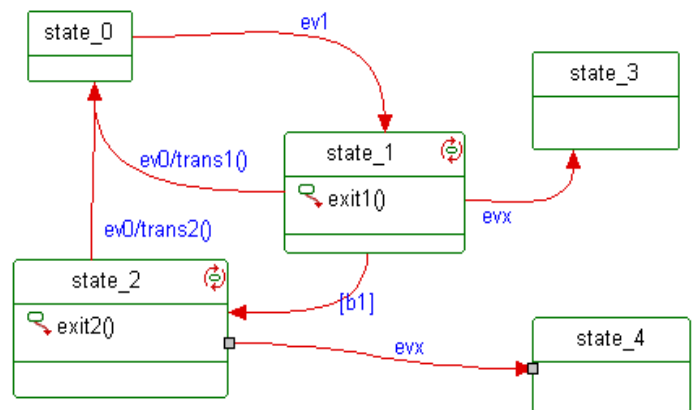 state_0
ev1
state_3
state_1
ev0/trans1()
exit1()
evx
ev0/trans2()
state_2
[b1]
exit2()
state_4
evx